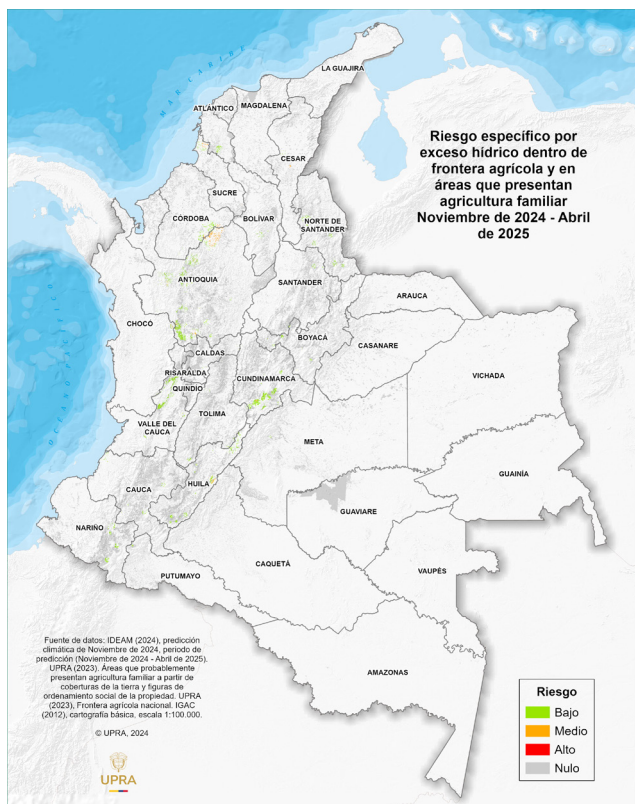 Riesgo específico por
exceso hídrico dentro de
frontera agrícola y en
áreas que presentan
agricultura familiar
Noviembre de 2024 - Abril
de 2025
MAR CARIBE
LA GUAJIRA
ATLÁNTICO
MAGDALENA
CESAR
SUCRE
CÓRDOBA
BOLÍVAR
NORTE DE
SANTANDER
ANTIOQUIA
SANTANDER
ARAUCA
CHOCÓ
BOYACÁ
CASANARE
CALDAS
RISARALDA
CUNDINAMARCA
VICHADA
QUINDÍO
TOLIMA
VALLE DEL
CAUCA
META
GUAINÍA
CAUCA
HUILA
GUAVIARE
NARIÑO
CAQUETÁ
VAUPÉS
PUTUMAYO
AMAZONAS
OCÉANO PACÍFICO
Fuente de datos: IDEAM (2024), predicción
climática de Noviembre de 2024, periodo de
predicción (Noviembre de 2024 - Abril de 2025).
UPRA (2023). Áreas que probablemente
presentan agricultura familiar a partir de
coberturas de la tierra y figuras de
ordenamiento social de la propiedad. UPRA
(2023), Frontera agrícola nacional. IGAC
(2012), cartografía básica, escala 1:100.000.
© UPRA, 2024
UPRA
Riesgo
Bajo
Medio
Alto
Nulo